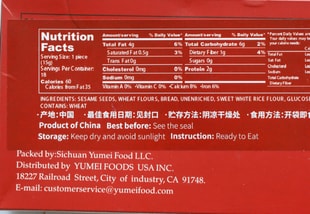 Nutrition Facts
Serving Size: 1 piece (15g)
Servings Per Container: 18
Calories 60
Calories from Fat 35
Amount/serving % Daily Value*
Total Fat 4g 6%
Saturated Fat 0.5g 3%
Trans Fat 0g
Cholesterol 0mg 0%
Sodium 0mg 0%
Amount/serving % Daily Value*
Total Carbohydrate 6g 2%
Dietary Fiber 1g 4%
Sugars 0g
Protein 2g
Vitamin A 0% · Vitamin C 0% · Calcium 8% · Iron 6%
INGREDIENTS: SESAME SEEDS, WHEAT FLOURS, BREAD, UNENRICHED, SWEET WHITE RICE FLOUR, GLUCOSE
CONTAINS: WHEAT
·产地:中国 ·最佳食用日期:见封口 ·贮存方法:阴凉干燥处 ·食用方法:开袋即
Product of China Best before: See the seal
Storage: Keep dry and avoid sunlight Instruction: Ready to Eat
Packed by:Sichuan Yumei Food LLC.
Distributed by YUMEI FOODS USA INC.
18227 Railroad Street, City of industry, CA 91748.
E-mail: customerservice@yumeifood.com